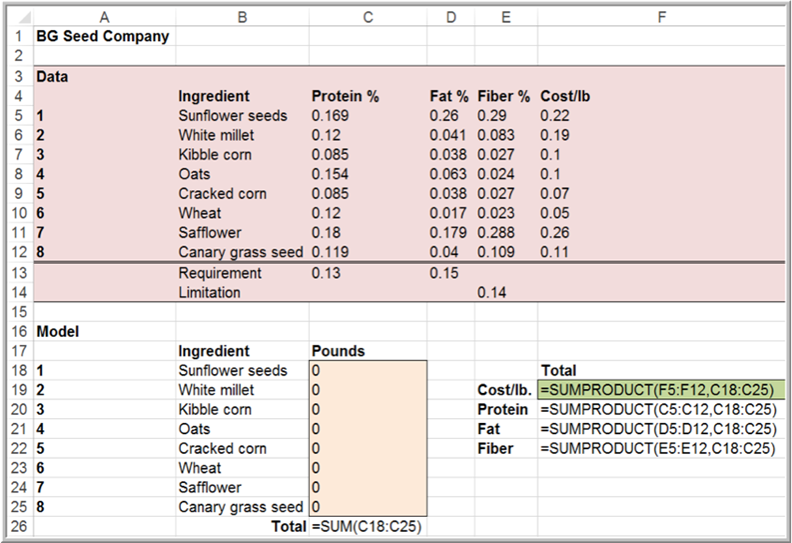 A B C D E F
1 BG Seed Company
2
3 Data
4 Ingredient Protein % Fat % Fiber % Cost/lb
5 1 Sunflower seeds 0.169 0.26 0.29 0.22
6 2 White millet 0.12 0.041 0.083 0.19
7 3 Kibble corn 0.085 0.038 0.027 0.1
8 4 Oats 0.154 0.063 0.024 0.1
9 5 Cracked corn 0.085 0.038 0.027 0.07
10 6 Wheat 0.12 0.017 0.023 0.05
11 7 Safflower 0.18 0.179 0.288 0.26
12 8 Canary grass seed 0.119 0.04 0.109 0.11
13 Requirement 0.13 0.15
14 Limitation 0.14
15
16 Model
17 Ingredient Pounds
18 1 Sunflower seeds 0 Total
19 2 White millet 0 Cost/lb. =SUMPRODUCT(F5:F12,C18:C25)
20 3 Kibble corn 0 Protein =SUMPRODUCT(C5:C12,C18:C25)
21 4 Oats 0 Fat =SUMPRODUCT(D5:D12,C18:C25)
22 5 Cracked corn 0 Fiber =SUMPRODUCT(E5:E12,C18:C25)
23 6 Wheat 0
24 7 Safflower 0
25 8 Canary grass seed 0
26 Total =SUM(C18:C25)